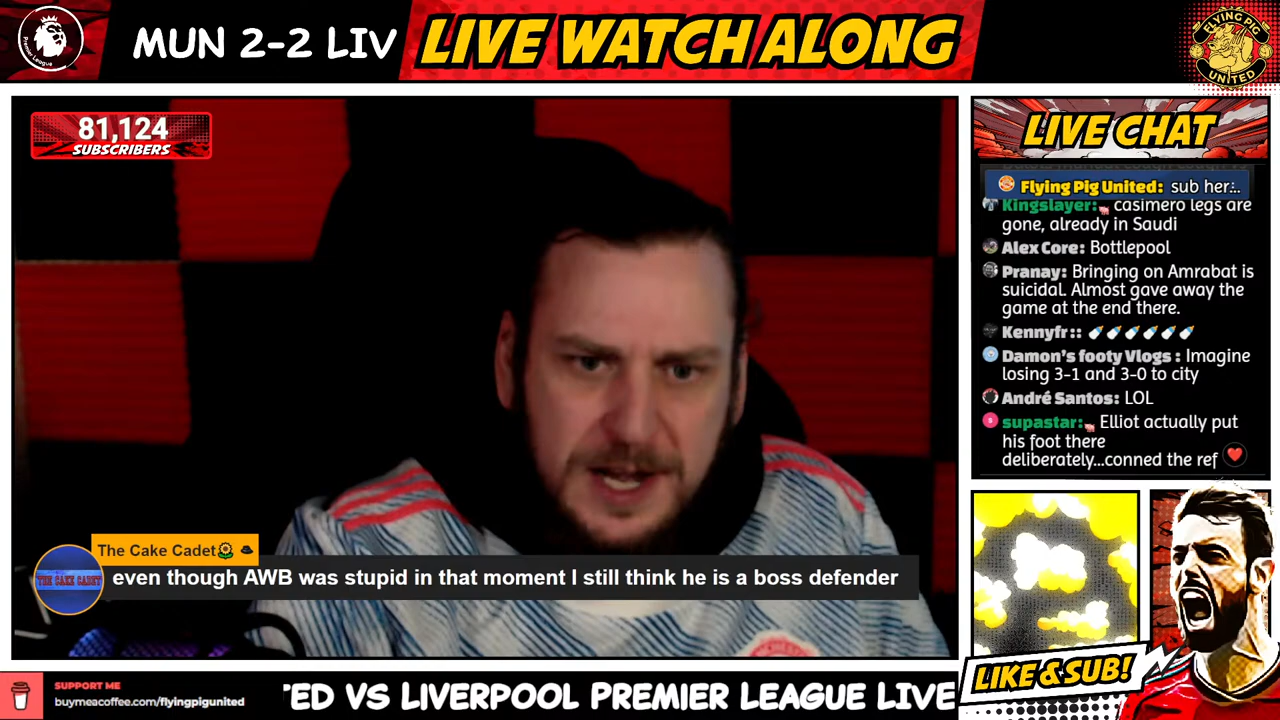 Premier League
MUN 2-2 LIV
LIVE WATCH ALONG
FLYING PIG
UNITED
81,124
SUBSCRIBERS
LIVE CHAT
Flying Pig United: sub her...
Kingslayer: casimero legs are
gone, already in Saudi
Alex Core: Bottlepool
Pranay: Bringing on Amrabat is
suicidal. Almost gave away the
game at the end there.
Kennyfr:: 🍼🍼🍼🍼🍼🍼
Damon's footy Vlogs : Imagine
losing 3-1 and 3-0 to city
André Santos: LOL
supastar: Elliot actually put
his foot there
deliberately...conned the ref
The Cake Cadet
THE CAKE CADET
even though AWB was stupid in that moment I still think he is a boss defender
LIKE & SUB!
SUPPORT ME
buymeacoffee.com/flyingpigunited
ED VS LIVERPOOL PREMIER LEAGUE LIVE